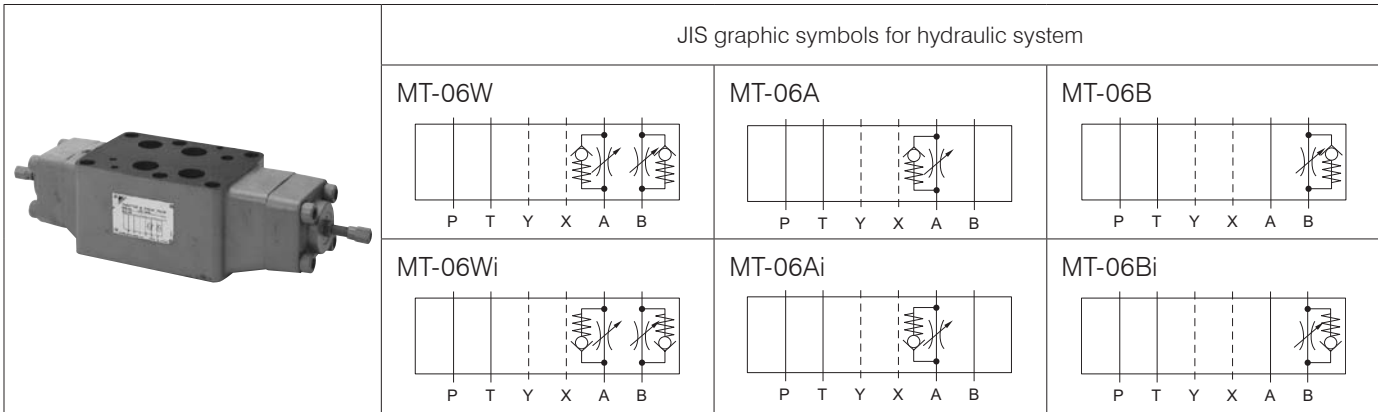 JIS graphic symbols for hydraulic system
MT-06W
P T Y X A B
MT-06A
P T Y X A B
MT-06B
P T Y X A B
MT-06Wi
P T Y X A B
MT-06Ai
P T Y X A B
MT-06Bi
P T Y X A B